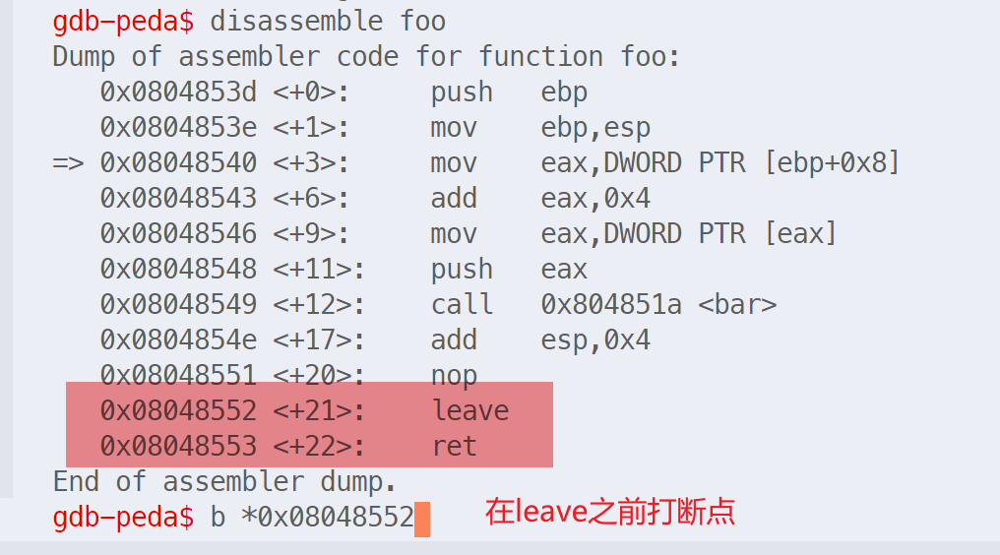 gdb-peda$ disassemble foo
Dump of assembler code for function foo:
   0x0804853d <+0>:     push   ebp
   0x0804853e <+1>:     mov    ebp,esp
=> 0x08048540 <+3>:     mov    eax,DWORD PTR [ebp+0x8]
   0x08048543 <+6>:     add    eax,0x4
   0x08048546 <+9>:     mov    eax,DWORD PTR [eax]
   0x08048548 <+11>:    push   eax
   0x08048549 <+12>:    call   0x804851a <bar>
   0x0804854e <+17>:    add    esp,0x4
   0x08048551 <+20>:    nop
   0x08048552 <+21>:    leave
   0x08048553 <+22>:    ret
End of assembler dump.
gdb-peda$ b *0x08048552
在leave之前打断点